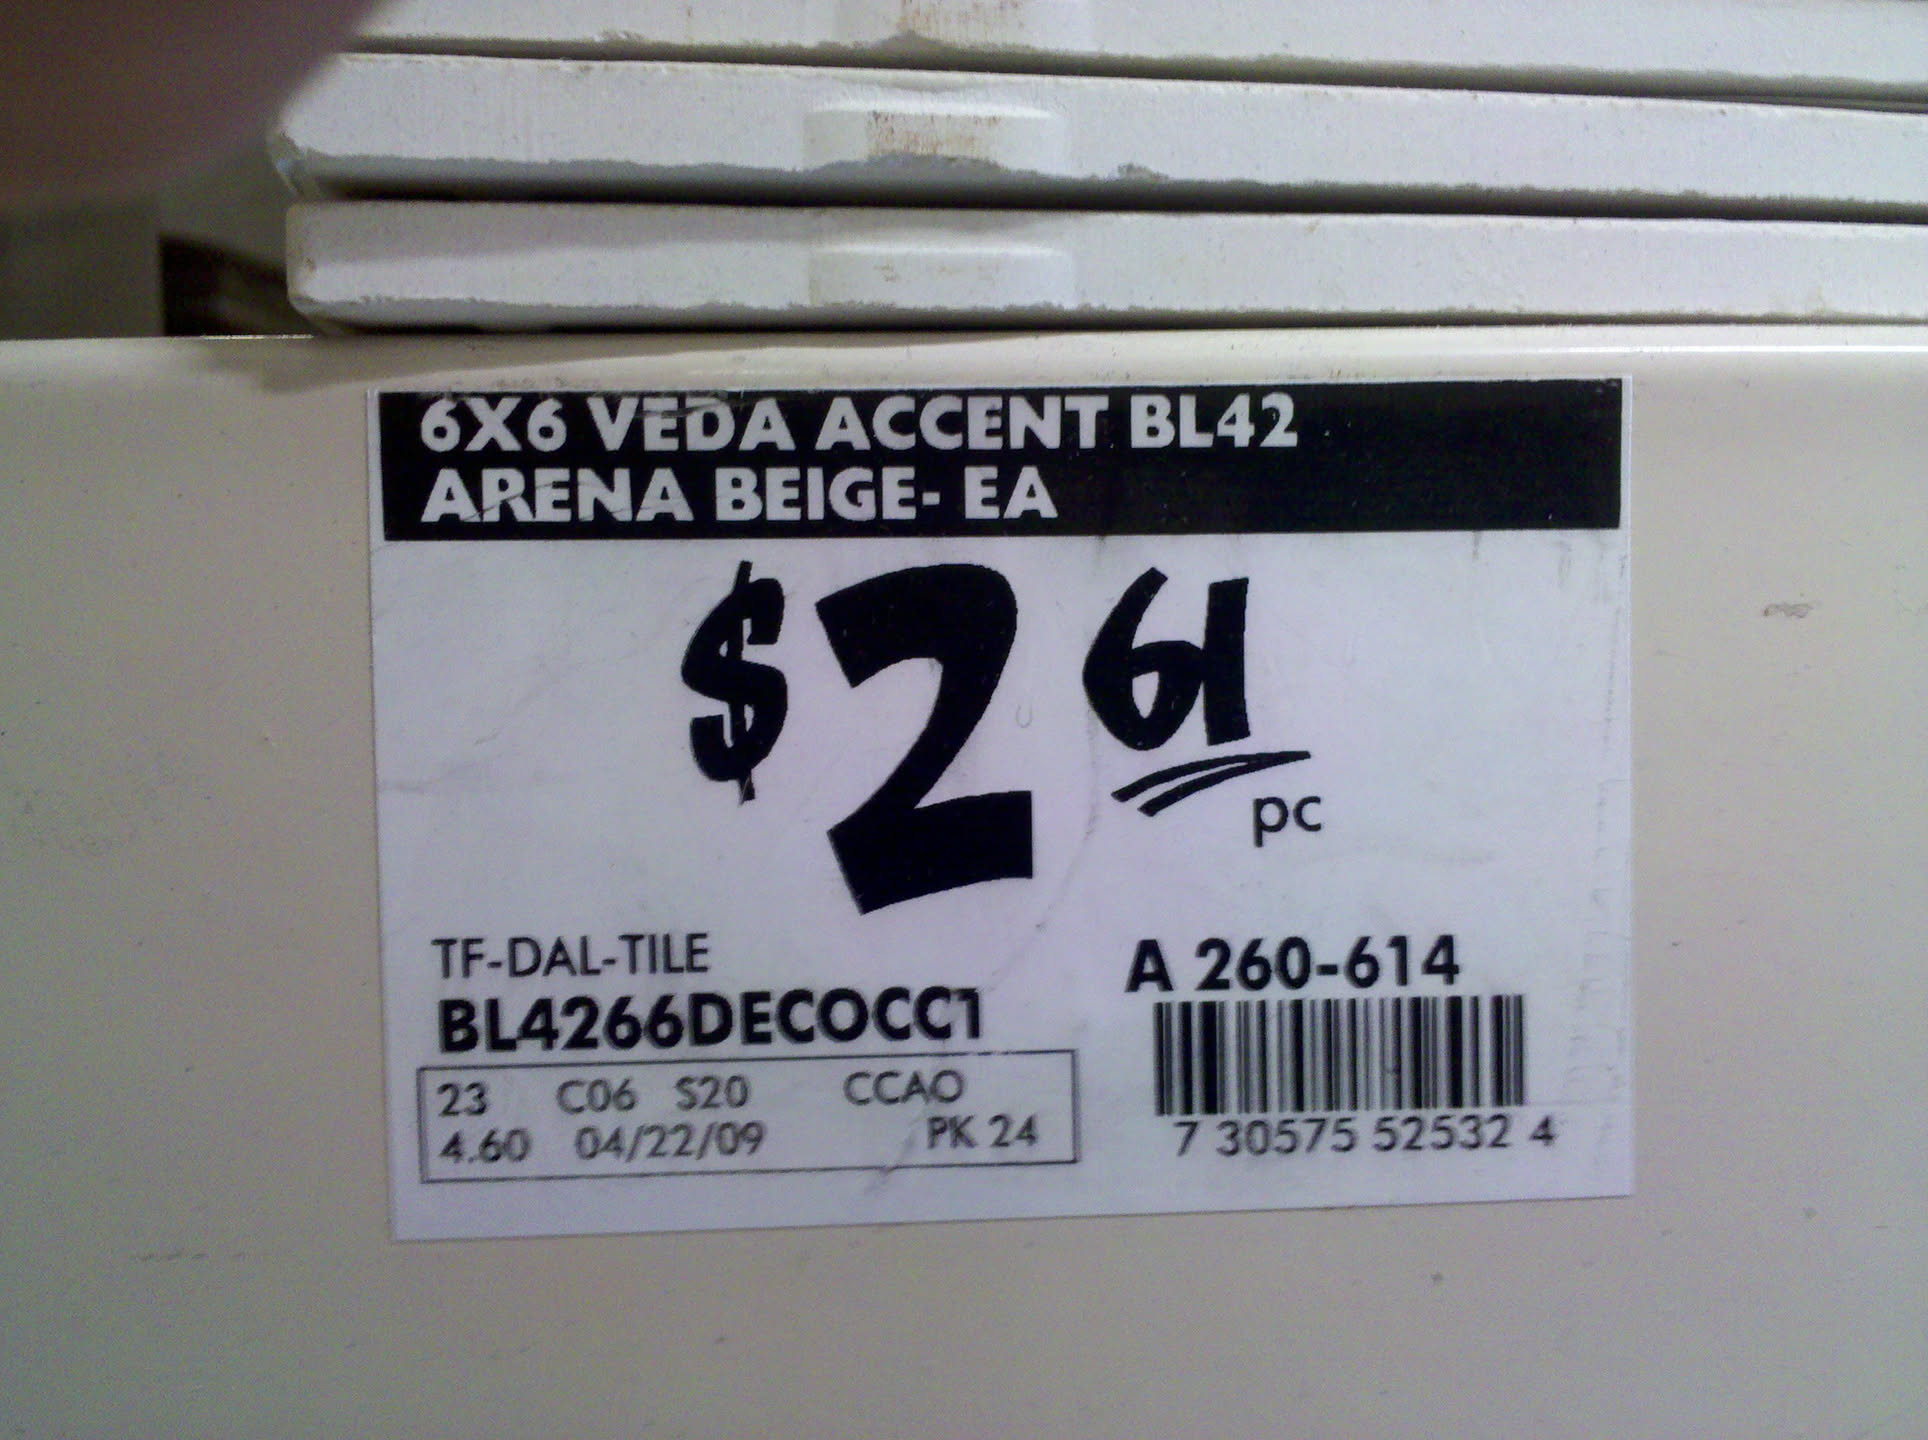 6X6 VEDA ACCENT BL42
ARENA BEIGE- EA
$2 61
pc
TF-DAL-TILE
BL4266DECOCC1
23 C06 S20 CCAO
4.60 04/22/09 PK 24
A 260-614
7 30575 52532 4